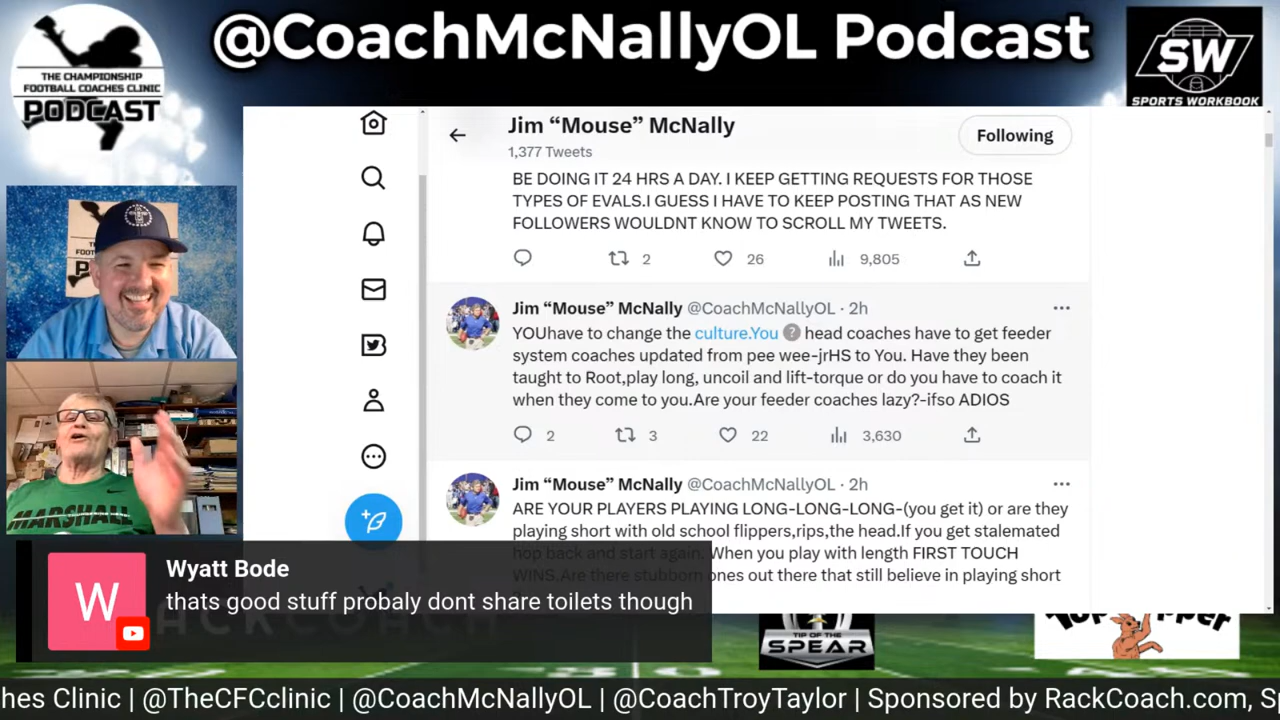 @CoachMcNallyOL Podcast
THE CHAMPIONSHIP
FOOTBALL COACHES CLINIC
PODCAST
SW
SPORTS WORKBOOK
Jim “Mouse” McNally
1,377 Tweets
Following
BE DOING IT 24 HRS A DAY. I KEEP GETTING REQUESTS FOR THOSE
TYPES OF EVALS.I GUESS I HAVE TO KEEP POSTING THAT AS NEW
FOLLOWERS WOULDNT KNOW TO SCROLL MY TWEETS.
2 26 9,805
Jim “Mouse” McNally @CoachMcNallyOL · 2h
YOUhave to change the culture.You ? head coaches have to get feeder
system coaches updated from pee wee-jrHS to You. Have they been
taught to Root,play long, uncoil and lift-torque or do you have to coach it
when they come to you.Are your feeder coaches lazy?-ifso ADIOS
2 3 22 3,630
Jim “Mouse” McNally @CoachMcNallyOL · 2h
ARE YOUR PLAYERS PLAYING LONG-LONG-LONG-(you get it) or are they
playing short with old school flippers,rips,the head.If you get stalemated
hop back and start again. When you play with length FIRST TOUCH
WINS.Are there stubborn ones out there that still believe in playing short
MARSHALL
W
Wyatt Bode
thats good stuff probaly dont share toilets though
RACKCOACH
TIP OF THE
SPEAR
hes Clinic | @TheCFCclinic | @CoachMcNallyOL | @CoachTroyTaylor | Sponsored by RackCoach.com, S